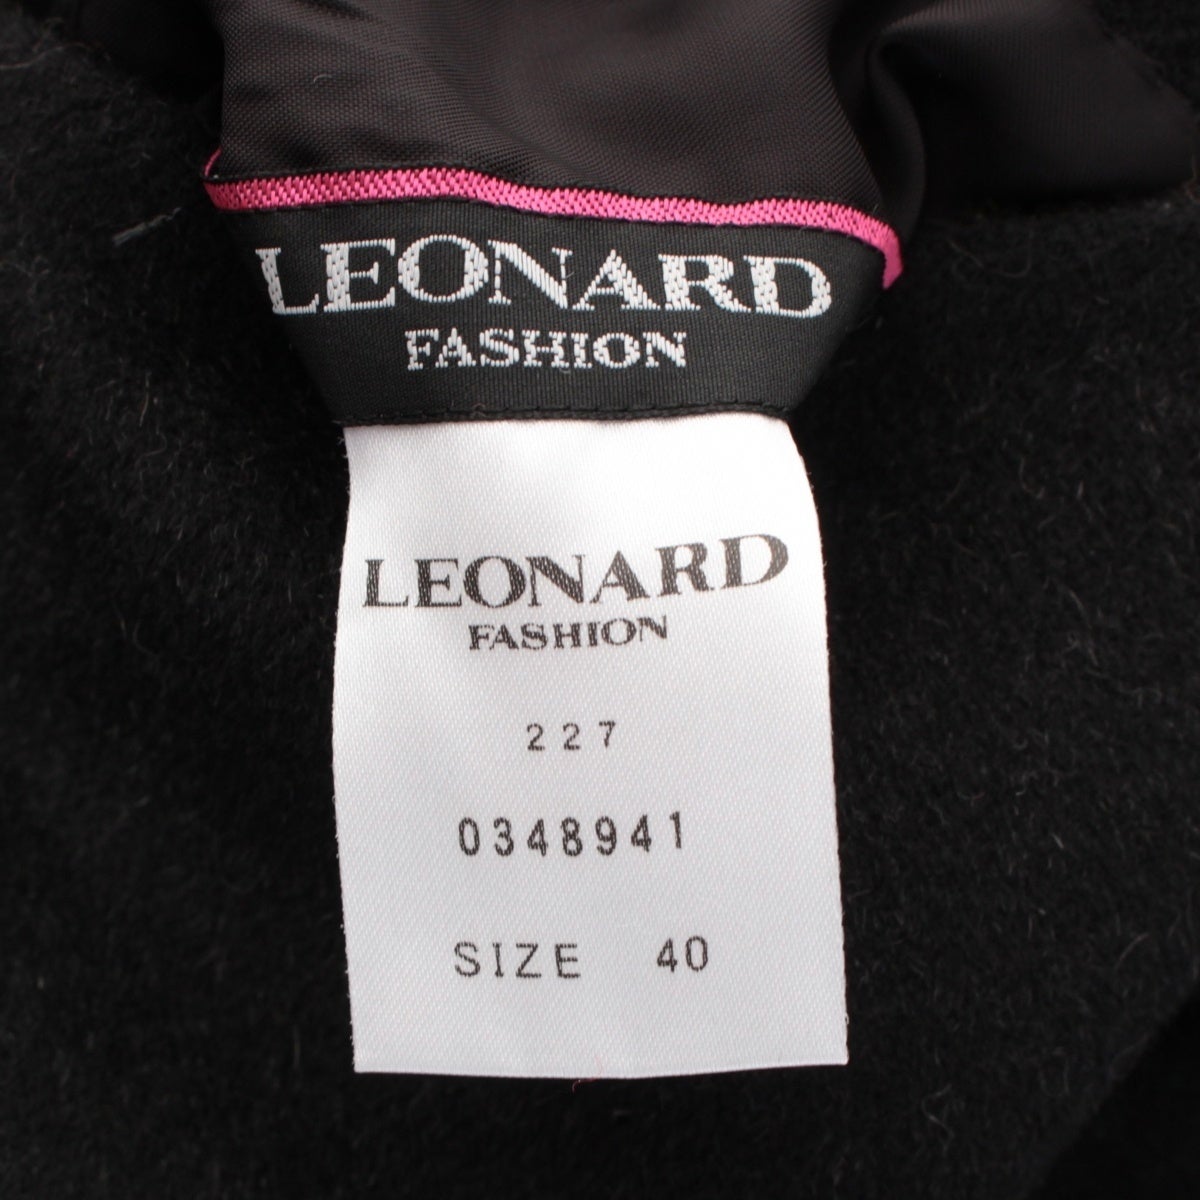 LEONARD
FASHION
LEONARD
FASHION
227
0348941
SIZE 40